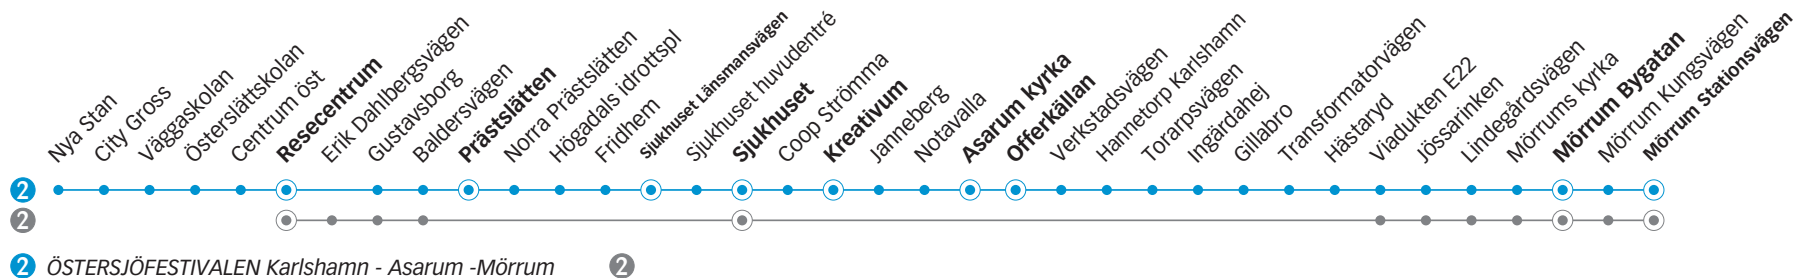 Nya Stan
City Gross
Väggaskolan
Österslättskolan
Centrum öst
Resecentrum
Erik Dahlbergsvägen
Gustavsborg
Baldersvägen
Prästslätten
Norra Prästslätten
Högadals idrottspl
Fridhem
Sjukhuset Länsmansvägen
Sjukhuset huvudentré
Sjukhuset
Coop Strömma
Kreativum
Janneberg
Notavalla
Asarum kyrka
Offerkällan
Verkstadsvägen
Hannetorp Karlshamn
Torarpsvägen
Ingärdahej
Gillabro
Transformatorvägen
Hästaryd
Viadukten E22
Jössarinken
Lindegårdsvägen
Mörrums kyrka
Mörrum Bygatan
Mörrum Kungsvägen
Mörrum Stationsvägen
2
2
2 ÖSTERSJÖFESTIVALEN Karlshamn - Asarum -Mörrum 2